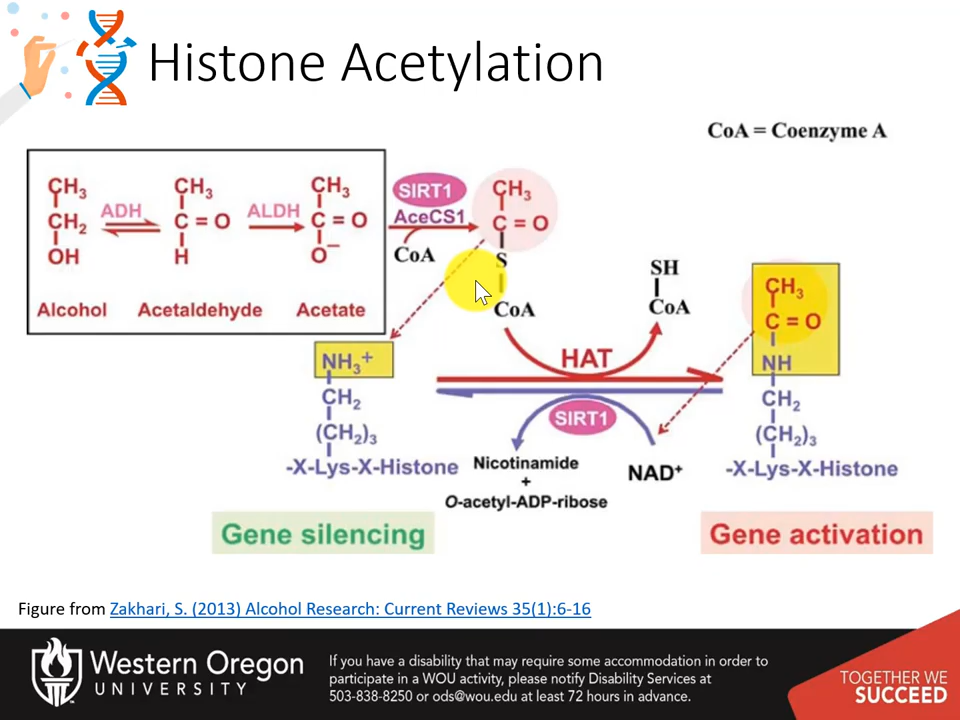 Histone Acetylation
CoA = Coenzyme A
CH₃
CH₂
OH
Alcohol
ADH
CH₃
C = O
H
Acetaldehyde
ALDH
CH₃
C = O
O⁻
Acetate
SIRT1
AceCS1
CoA
CH₃
C = O
S
CoA
SH
CoA
HAT
SIRT1
NH₃⁺
CH₂
(CH₂)₃
-X-Lys-X-Histone
Nicotinamide
+
O-acetyl-ADP-ribose
NAD⁺
CH₃
C = O
NH
CH₂
(CH₂)₃
-X-Lys-X-Histone
Gene silencing
Gene activation
Figure from Zakhari, S. (2013) Alcohol Research: Current Reviews 35(1):6-16
Western Oregon
UNIVERSITY
If you have a disability that may require some accommodation in order to
participate in a WOU activity, please notify Disability Services at
503-838-8250 or ods@wou.edu at least 72 hours in advance.
TOGETHER WE
SUCCEED